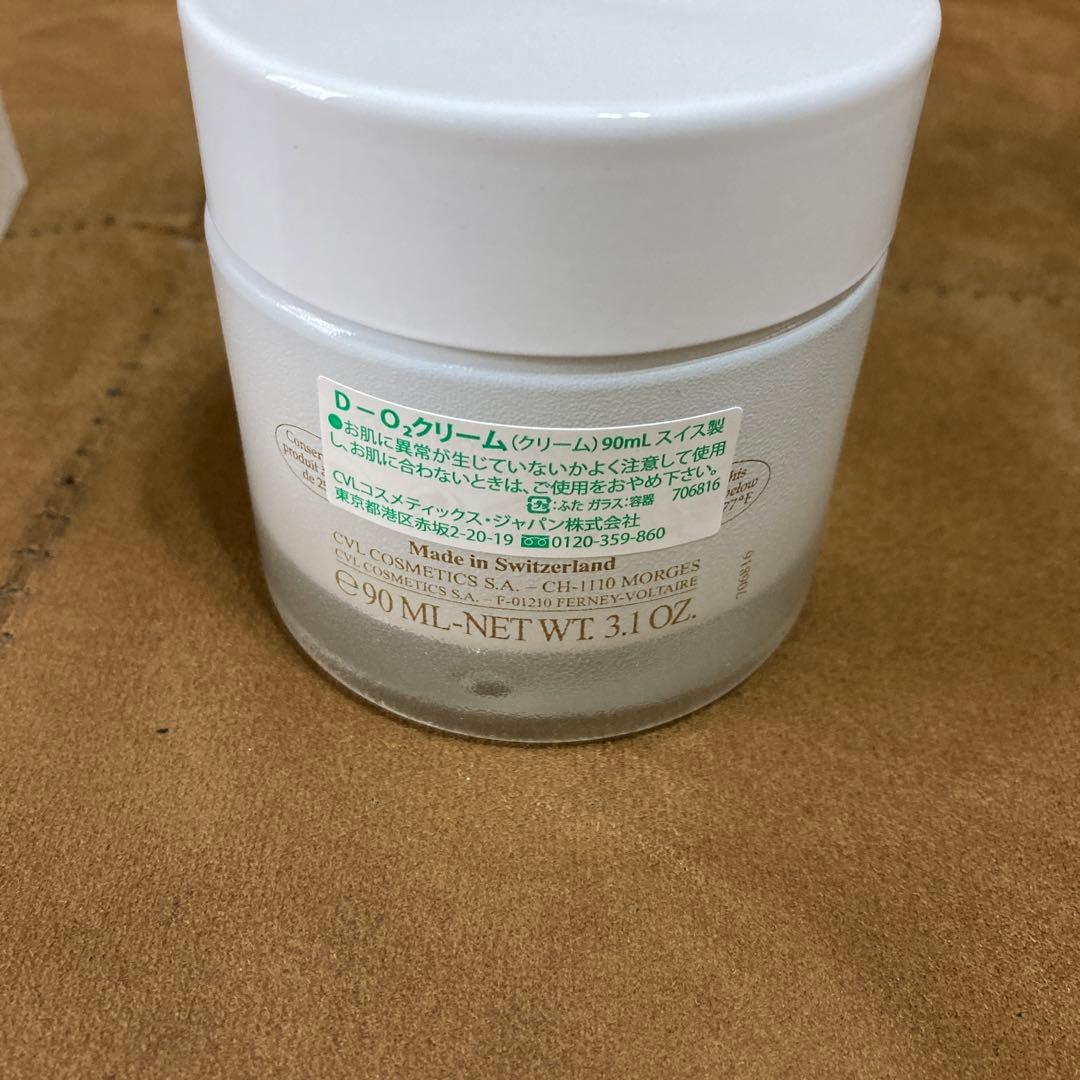 D-O₂クリーム(クリーム)90mL スイス製
●お肌に異常が生じていないかよく注意して使用
し、お肌に合わないときは、ご使用をおやめ下さい。
プラ:ふた ガラス:容器 706816
CVLコスメティックス・ジャパン株式会社
東京都港区赤坂2-20-19 0120-359-860
produit
de
77°F
Made in Switzerland
CVL COSMETICS S.A. – CH-1110 MORGES
CVL COSMETICS S.A. – F-01210 FERNEY-VOLTAIRE
℮90 ML-NET WT. 3.1 OZ.
706816